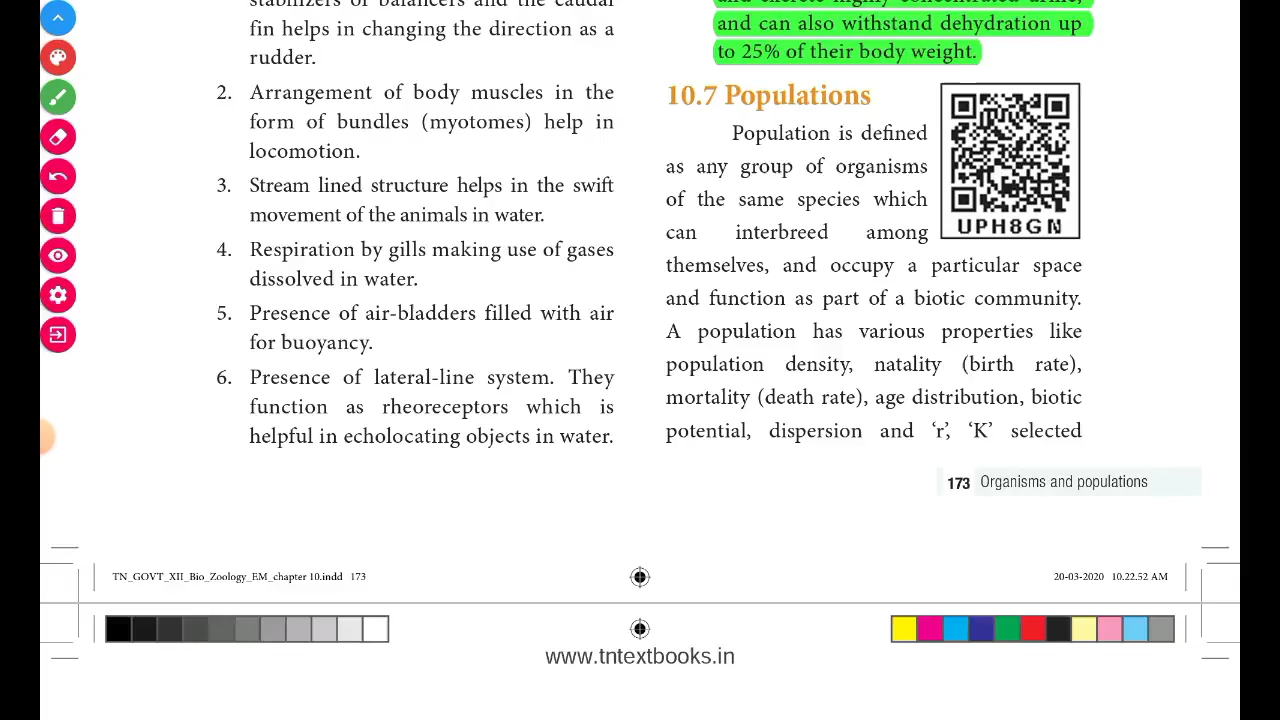 stabilizers or balancers and the caudal
fin helps in changing the direction as a
rudder.
2. Arrangement of body muscles in the
form of bundles (myotomes) help in
locomotion.
3. Stream lined structure helps in the swift
movement of the animals in water.
4. Respiration by gills making use of gases
dissolved in water.
5. Presence of air-bladders filled with air
for buoyancy.
6. Presence of lateral-line system. They
function as rheoreceptors which is
helpful in echolocating objects in water.
and excrete highly concentrated urine,
and can also withstand dehydration up
to 25% of their body weight.
10.7 Populations
Population is defined
as any group of organisms
of the same species which
can interbreed among
themselves, and occupy a particular space
and function as part of a biotic community.
A population has various properties like
population density, natality (birth rate),
mortality (death rate), age distribution, biotic
potential, dispersion and ‘r’, ‘K’ selected
UPH8GN
173 Organisms and populations
TN_GOVT_XII_Bio_Zoology_EM_chapter 10.indd 173
20-03-2020 10.22.52 AM
www.tntextbooks.in